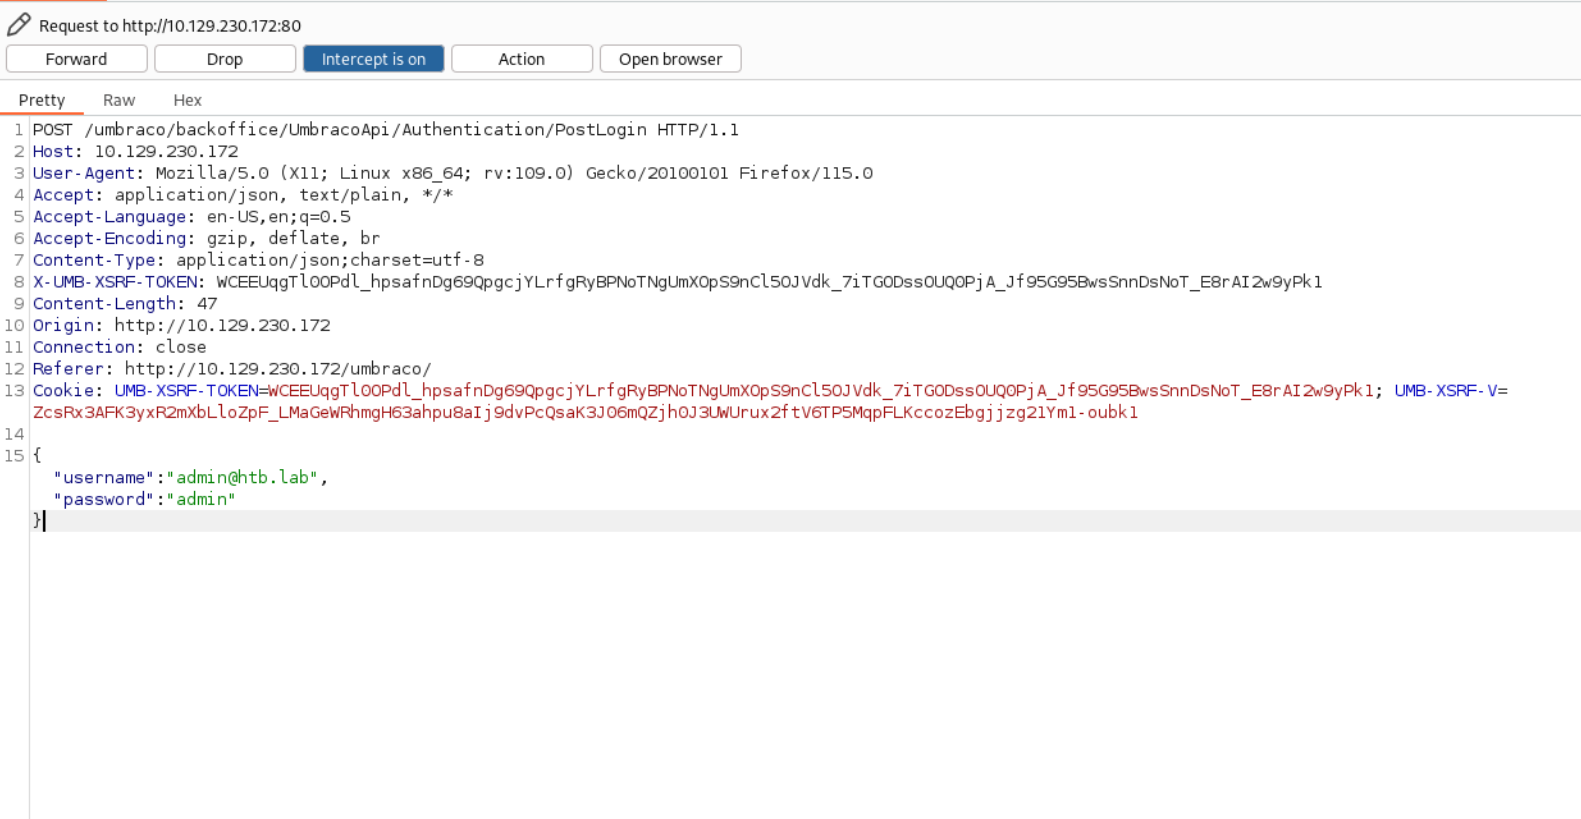 Request to http://10.129.230.172:80
Forward Drop Intercept is on Action Open browser
Pretty Raw Hex
1 POST /umbraco/backoffice/UmbracoApi/Authentication/PostLogin HTTP/1.1
2 Host: 10.129.230.172
3 User-Agent: Mozilla/5.0 (X11; Linux x86_64; rv:109.0) Gecko/20100101 Firefox/115.0
4 Accept: application/json, text/plain, */*
5 Accept-Language: en-US,en;q=0.5
6 Accept-Encoding: gzip, deflate, br
7 Content-Type: application/json;charset=utf-8
8 X-UMB-XSRF-TOKEN: WCEEUqgTl0OPdl_hpsafnDg69QpgcjYLrfgRyBPNoTNgUmXOpS9nCl5OJVdk_7iTGODssOUQ0PjA_Jf95G95BwsSnnDsNoT_E8rAI2w9yPk1
9 Content-Length: 47
10 Origin: http://10.129.230.172
11 Connection: close
12 Referer: http://10.129.230.172/umbraco/
13 Cookie: UMB-XSRF-TOKEN=WCEEUqgTl0OPdl_hpsafnDg69QpgcjYLrfgRyBPNoTNgUmXOpS9nCl5OJVdk_7iTGODssOUQ0PjA_Jf95G95BwsSnnDsNoT_E8rAI2w9yPk1; UMB-XSRF-V=
ZcsRx3AFK3yxR2mXbLloZpF_LMaGeWRhmgH63ahpu8aIj9dvPcQsaK3J06mQZjh0J3UWUrux2ftV6TP5MqpFLKccozEbgjjzg21Ym1-oubk1
14
15 {
"username":"admin@htb.lab",
"password":"admin"
}